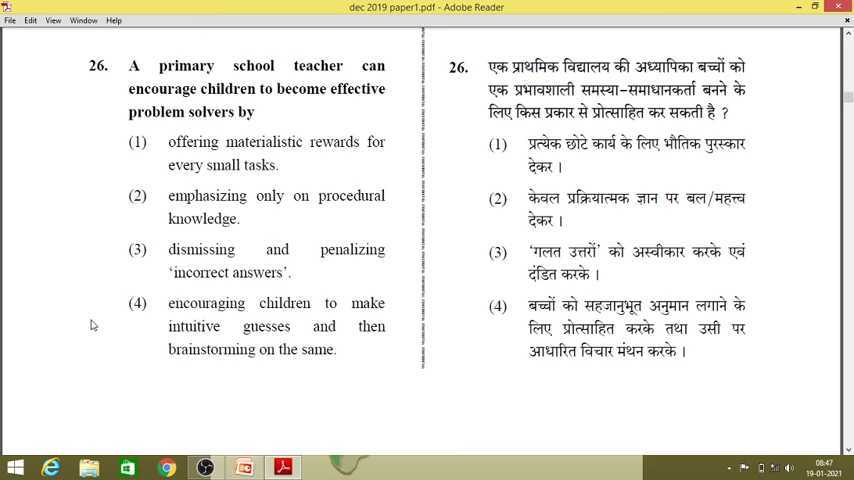 dec 2019 paper1.pdf - Adobe Reader
File Edit View Window Help
26. A primary school teacher can
encourage children to become effective
problem solvers by
(1) offering materialistic rewards for
every small tasks.
(2) emphasizing only on procedural
knowledge.
(3) dismissing and penalizing
‘incorrect answers’.
(4) encouraging children to make
intuitive guesses and then
brainstorming on the same.
26. एक प्राथमिक विद्यालय की अध्यापिका बच्चों को
एक प्रभावशाली समस्या-समाधानकर्ता बनने के
लिए किस प्रकार से प्रोत्साहित कर सकती है ?
(1) प्रत्येक छोटे कार्य के लिए भौतिक पुरस्कार
देकर ।
(2) केवल प्रक्रियात्मक ज्ञान पर बल/महत्त्व
देकर ।
(3) ‘गलत उत्तरों’ को अस्वीकार करके एवं
दंडित करके ।
(4) बच्चों को सहजानुभूत अनुमान लगाने के
लिए प्रोत्साहित करके तथा उसी पर
आधारित विचार मंथन करके ।
08:47
19-01-2021